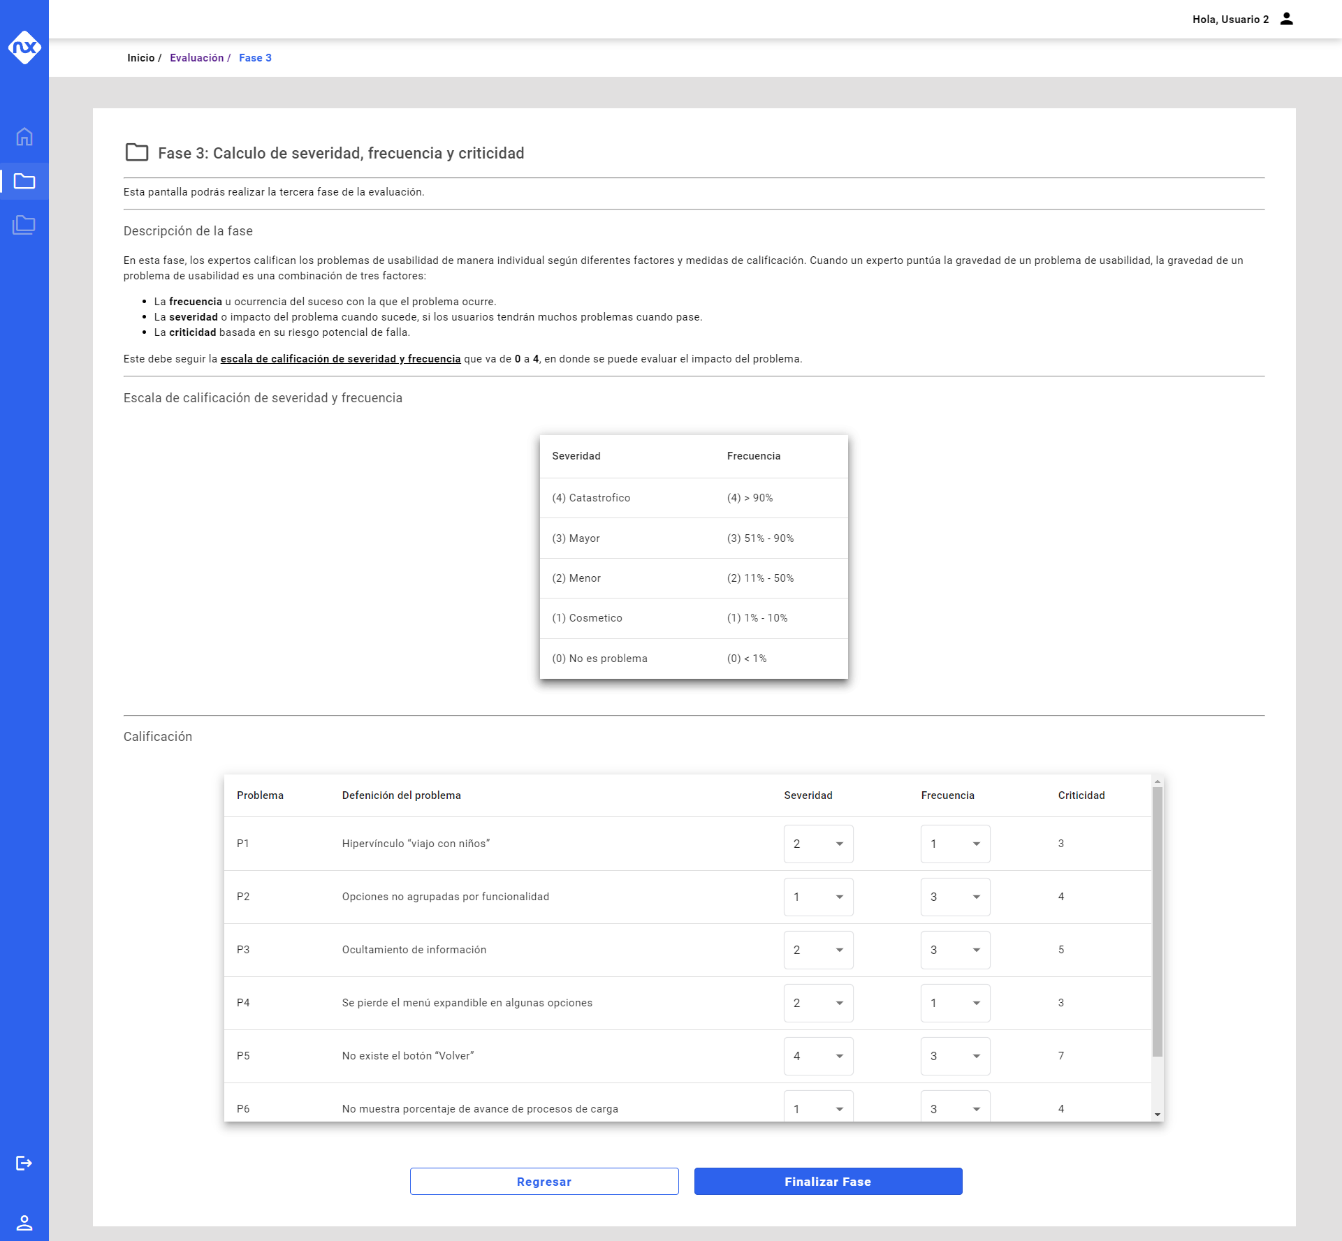 Hola, Usuario 2
nx
Inicio / Evaluación / Fase 3
Fase 3: Calculo de severidad, frecuencia y criticidad
Esta pantalla podrás realizar la tercera fase de la evaluación.
Descripción de la fase
En esta fase, los expertos califican los problemas de usabilidad de manera individual según diferentes factores y medidas de calificación. Cuando un experto puntúa la gravedad de un problema de usabilidad, la gravedad de un
problema de usabilidad es una combinación de tres factores:
• La frecuencia u ocurrencia del suceso con la que el problema ocurre.
• La severidad o impacto del problema cuando sucede, si los usuarios tendrán muchos problemas cuando pase.
• La criticidad basada en su riesgo potencial de falla.
Este debe seguir la escala de calificación de severidad y frecuencia que va de 0 a 4, en donde se puede evaluar el impacto del problema.
Escala de calificación de severidad y frecuencia
Severidad Frecuencia
(4) Catastrofico (4) > 90%
(3) Mayor (3) 51% - 90%
(2) Menor (2) 11% - 50%
(1) Cosmetico (1) 1% - 10%
(0) No es problema (0) < 1%
Calificación
Problema Defenición del problema Severidad Frecuencia Criticidad
P1 Hipervínculo “viajo con niños” 2 1 3
P2 Opciones no agrupadas por funcionalidad 1 3 4
P3 Ocultamiento de información 2 3 5
P4 Se pierde el menú expandible en algunas opciones 2 1 3
P5 No existe el botón “Volver” 4 3 7
P6 No muestra porcentaje de avance de procesos de carga 1 3 4
Regresar Finalizar Fase